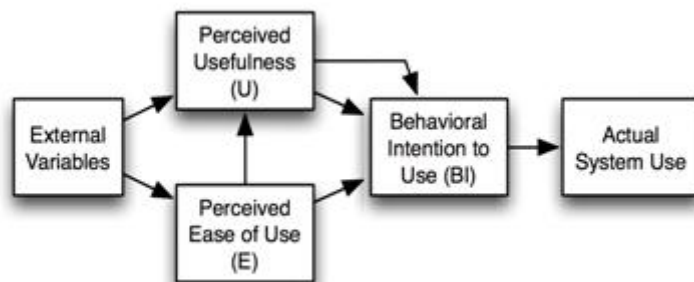 Perceived
Usefulness
(U)
External
Variables
Perceived
Ease of Use
(E)
Behavioral
Intention to
Use (BI)
Actual
System Use